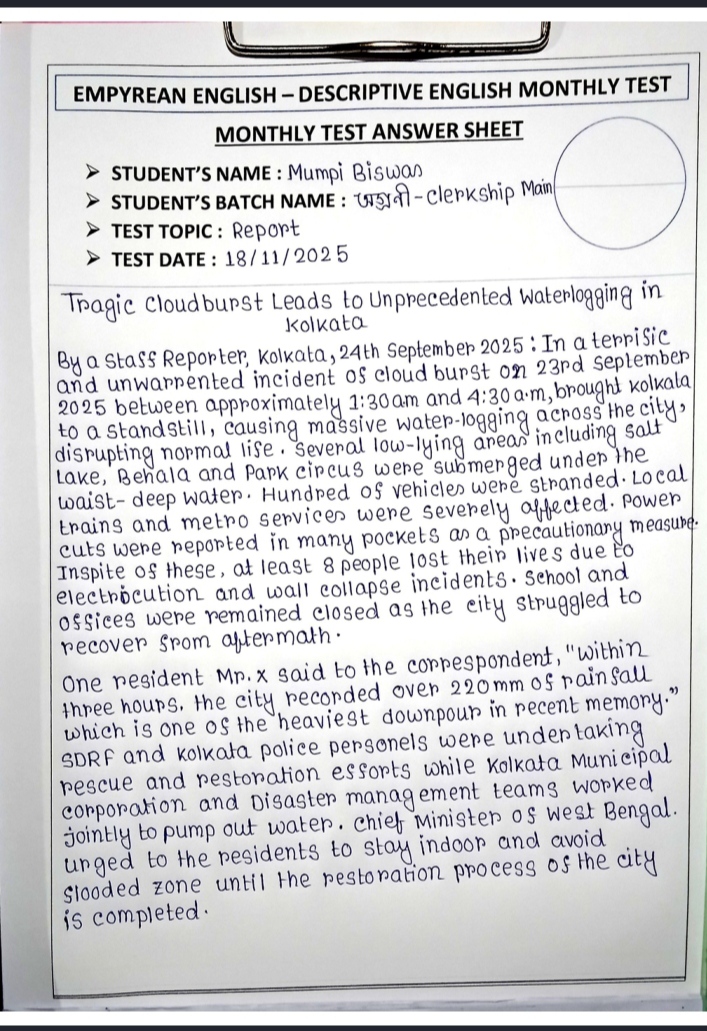 EMPYREAN ENGLISH – DESCRIPTIVE ENGLISH MONTHLY TEST
MONTHLY TEST ANSWER SHEET
➤ STUDENT'S NAME : Mumpi Biswas
➤ STUDENT'S BATCH NAME : অগ্রণী - Clerkship Main
➤ TEST TOPIC : Report
➤ TEST DATE : 18/11/2025
Tragic Cloudburst Leads to Unprecedented Waterlogging in
Kolkata
By a Staff Reporter, Kolkata, 24th September 2025 : In a terrific
and unwarrented incident of cloud burst on 23rd september
2025 between approximately 1:30am and 4:30 a.m, brought kolkata
to a standstill, causing massive water-logging across the city,
disrupting normal life. Several low-lying areas including salt
Lake, Behala and Park circus were submerged under the
waist-deep water. Hundred of vehicles were stranded. Local
trains and metro services were severely affected. Power
cuts were reported in many pockets as a precautionary measure.
Inspite of these, at least 8 people lost their lives due to
electrocution and wall collapse incidents. School and
offices were remained closed as the city struggled to
recover from aftermath.
One resident Mr. x said to the correspondent, "within
three hours, the city recorded over 220mm of rainfall
which is one of the heaviest downpour in recent memory."
SDRF and Kolkata police personels were undertaking
rescue and restoration efforts while Kolkata Municipal
corporation and Disaster management teams worked
jointly to pump out water. Chief Minister of West Bengal.
urged to the residents to stay indoor and avoid
flooded zone until the restoration process of the city
is completed.